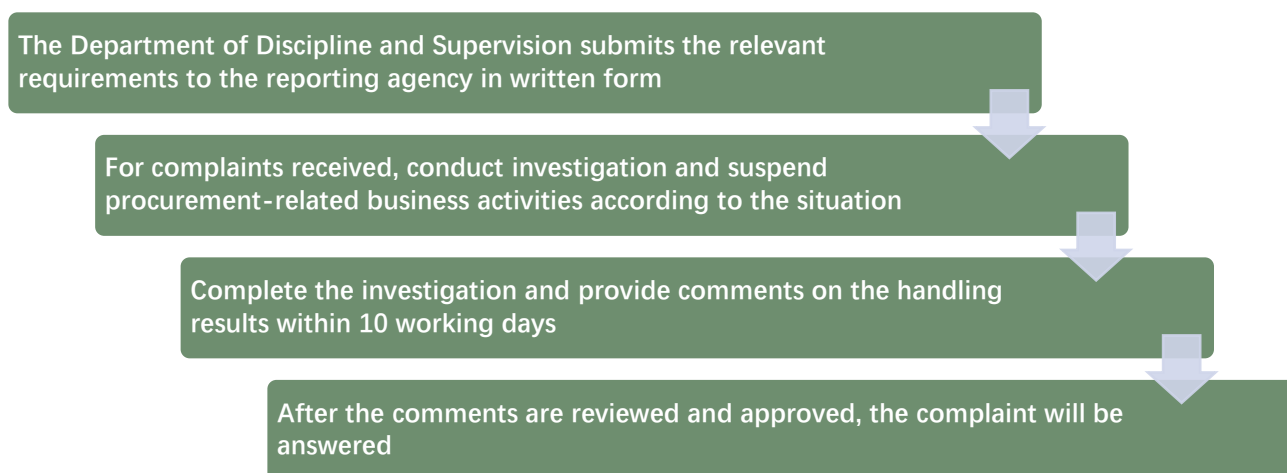 The Department of Discipline and Supervision submits the relevant
requirements to the reporting agency in written form
For complaints received, conduct investigation and suspend
procurement-related business activities according to the situation
Complete the investigation and provide comments on the handling
results within 10 working days
After the comments are reviewed and approved, the complaint will be
answered